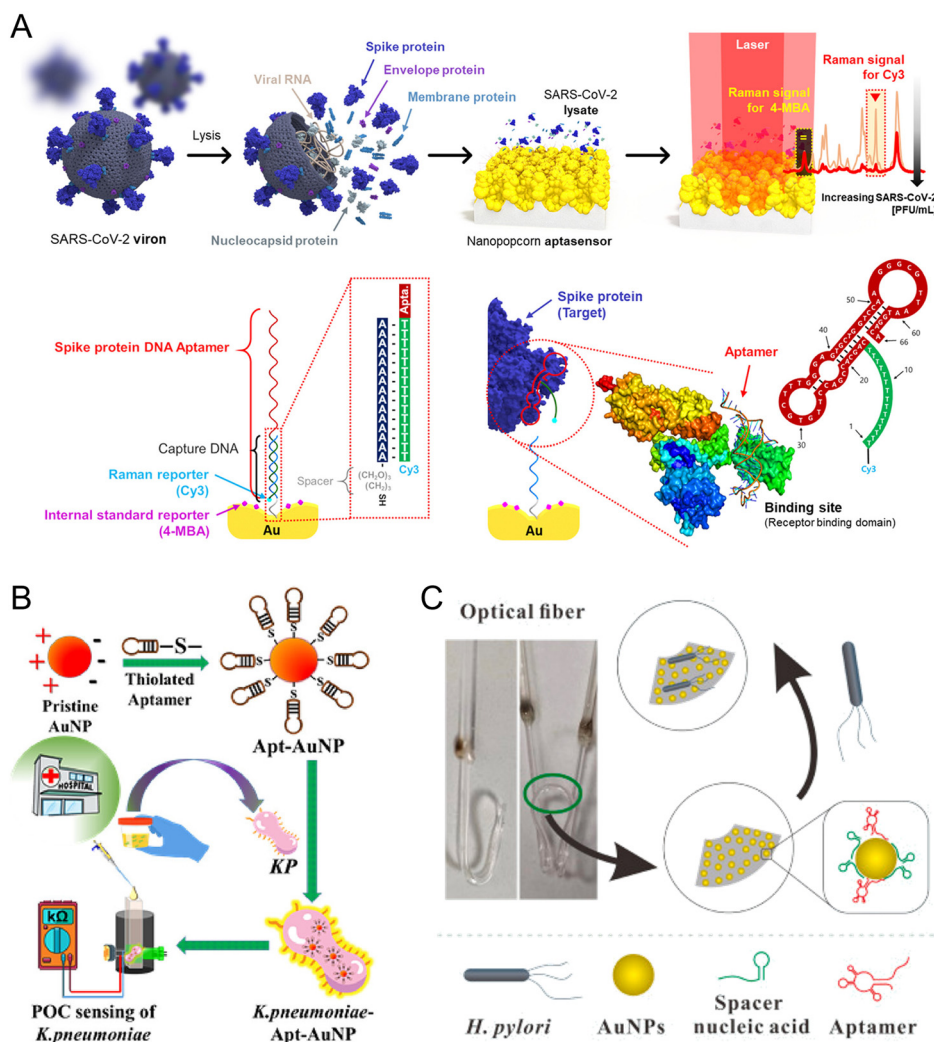 A
Spike protein
Envelope protein
Viral RNA
Membrane protein
Lysis
SARS-CoV-2
lysate
Nucleocapsid protein
SARS-CoV-2 viron
Nanopopcorn aptasensor
Laser
Raman signal
for Cy3
Raman signal
for 4-MBA
Increasing SARS-CoV-2
[PFU/mL]
Spike protein DNA Aptamer
Capture DNA
Raman reporter
(Cy3)
Internal standard reporter
(4-MBA)
Au
Apta.
Spacer
(CH₂O)₃
(CH₂)₃
SH
Cy3
Spike protein
(Target)
Aptamer
Au
Binding site
(Receptor binding domain)
50
60
66
40
10
20
30
1
Cy3
B
Pristine
AuNP
S
Thiolated
Aptamer
Apt-AuNP
HOSPITAL
KP
kΩ
POC sensing of
K.pneumoniae
K.pneumoniae-
Apt-AuNP
C
Optical fiber
H. pylori
AuNPs
Spacer
nucleic acid
Aptamer